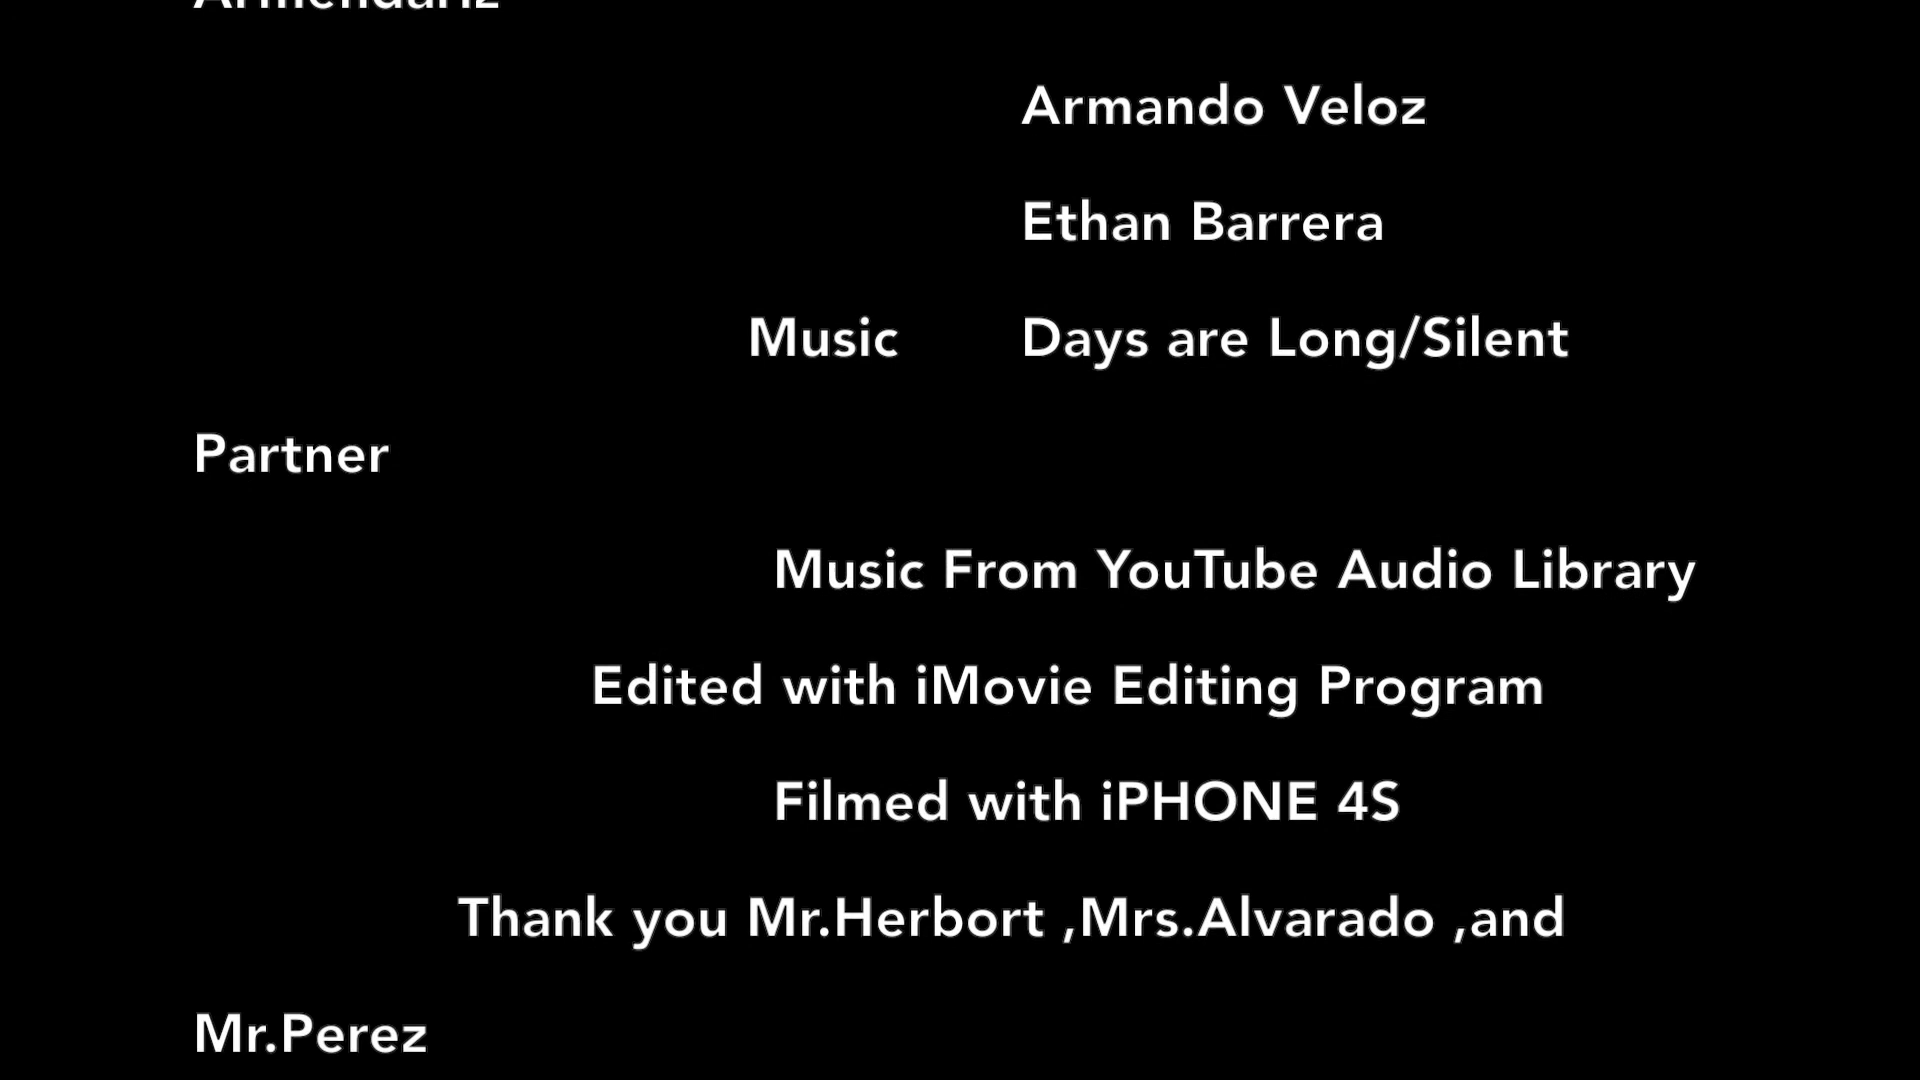 Armendariz
Armando Veloz
Ethan Barrera
Music Days are Long/Silent
Partner
Music From YouTube Audio Library
Edited with iMovie Editing Program
Filmed with iPHONE 4S
Thank you Mr.Herbort ,Mrs.Alvarado ,and
Mr.Perez